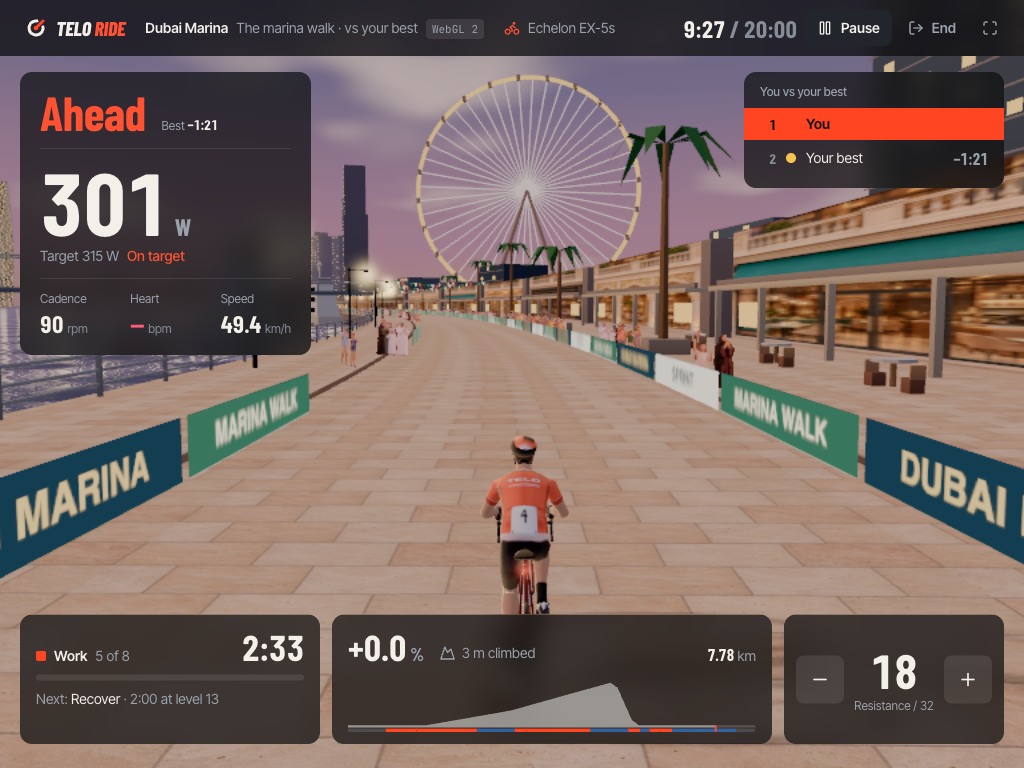 TELO RIDE
Dubai Marina The marina walk · vs your best WebGL 2 Echelon EX-5s
9:27 / 20:00 Pause End
Ahead Best −1:21
301 W
Target 315 W On target
Cadence Heart Speed
90 rpm — bpm 49.4 km/h
You vs your best
1 You
2 Your best −1:21
SPRINT
MARINA WALK
MARINA WALK
MARINA
DUBAI
TELO
4
Work 5 of 8 2:33
Next: Recover · 2:00 at level 13
+0.0 % 3 m climbed 7.78 km
− 18 +
Resistance / 32